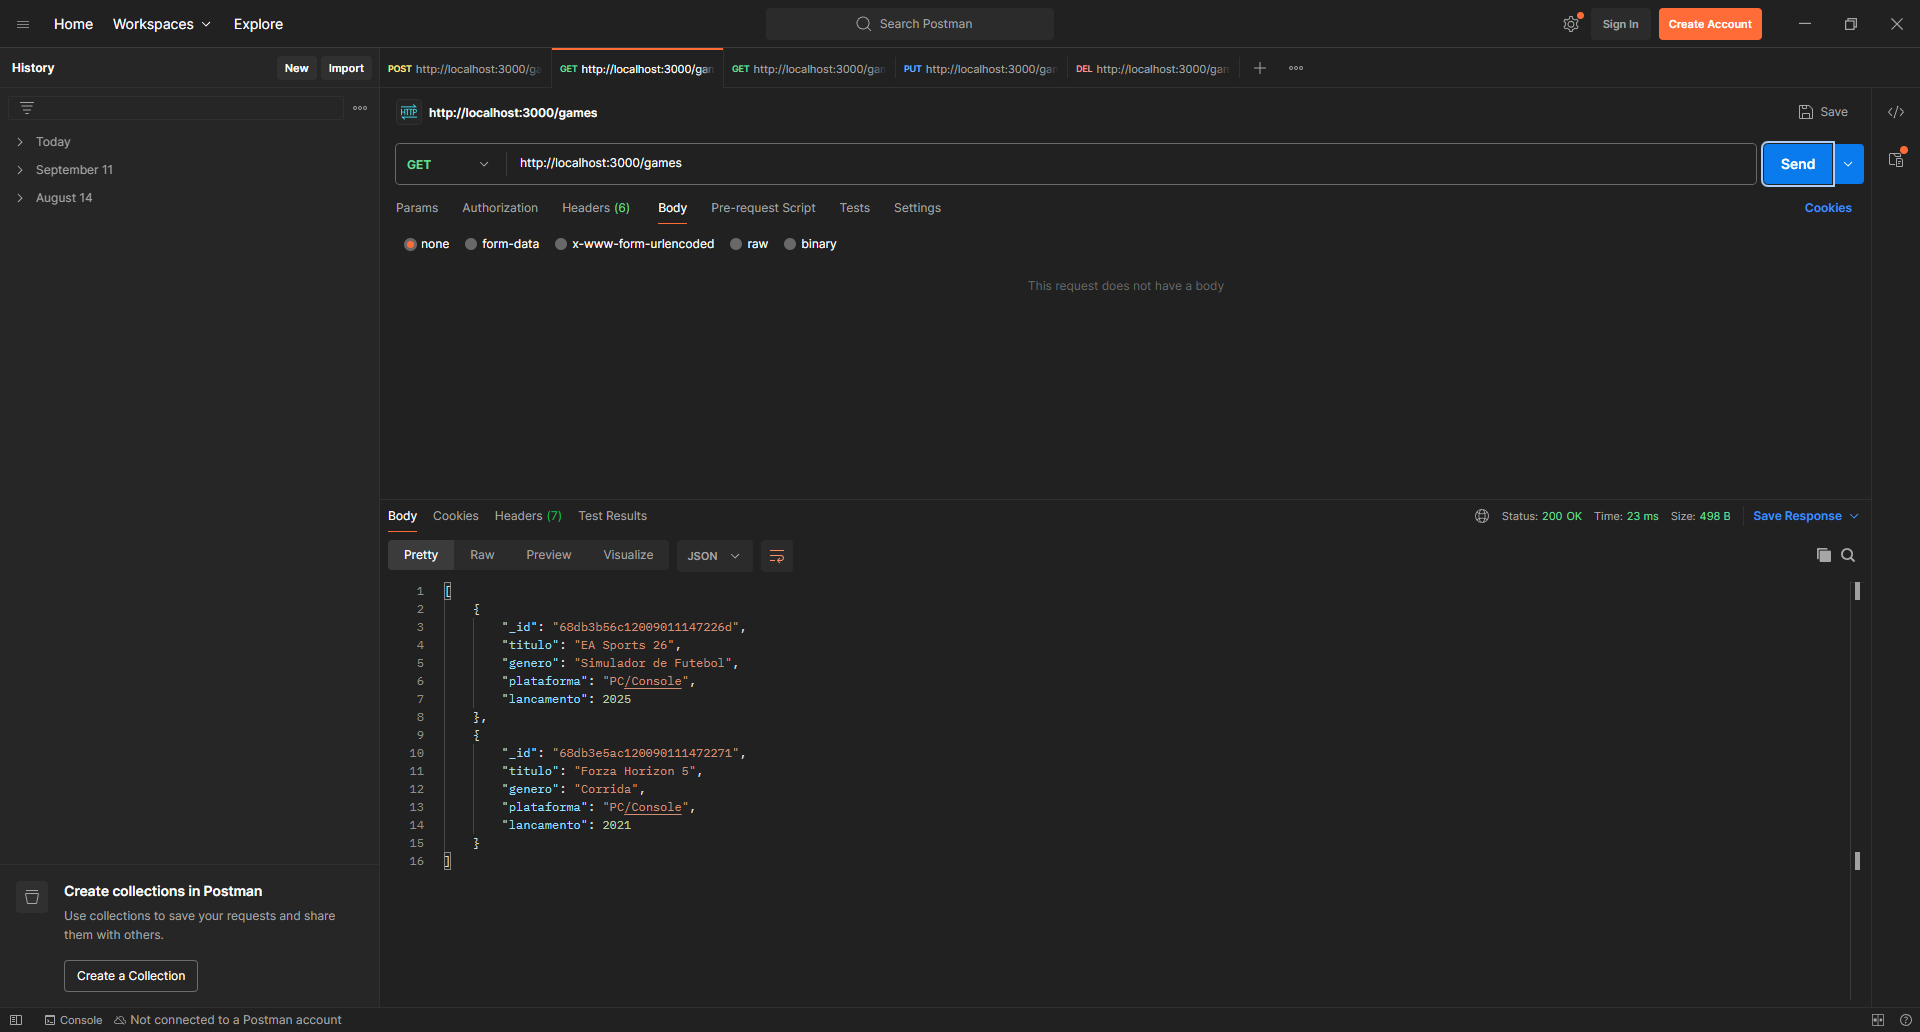 Home Workspaces Explore
Search Postman
Sign In Create Account
History New Import
POST http://localhost:3000/ga
GET http://localhost:3000/gan
GET http://localhost:3000/gar
PUT http://localhost:3000/gan
DEL http://localhost:3000/gan
Today
September 11
August 14
HTTP http://localhost:3000/games
Save
GET http://localhost:3000/games
Send
Params Authorization Headers (6) Body Pre-request Script Tests Settings Cookies
none form-data x-www-form-urlencoded raw binary
This request does not have a body
Body Cookies Headers (7) Test Results
Status: 200 OK Time: 23 ms Size: 498 B Save Response
Pretty Raw Preview Visualize JSON
1 [
2 {
3 "_id": "68db3b56c12009011147226d",
4 "titulo": "EA Sports 26",
5 "genero": "Simulador de Futebol",
6 "plataforma": "PC/Console",
7 "lancamento": 2025
8 },
9 {
10 "_id": "68db3e5ac120090111472271",
11 "titulo": "Forza Horizon 5",
12 "genero": "Corrida",
13 "plataforma": "PC/Console",
14 "lancamento": 2021
15 }
16 ]
Create collections in Postman
Use collections to save your requests and share
them with others.
Create a Collection
Console Not connected to a Postman account